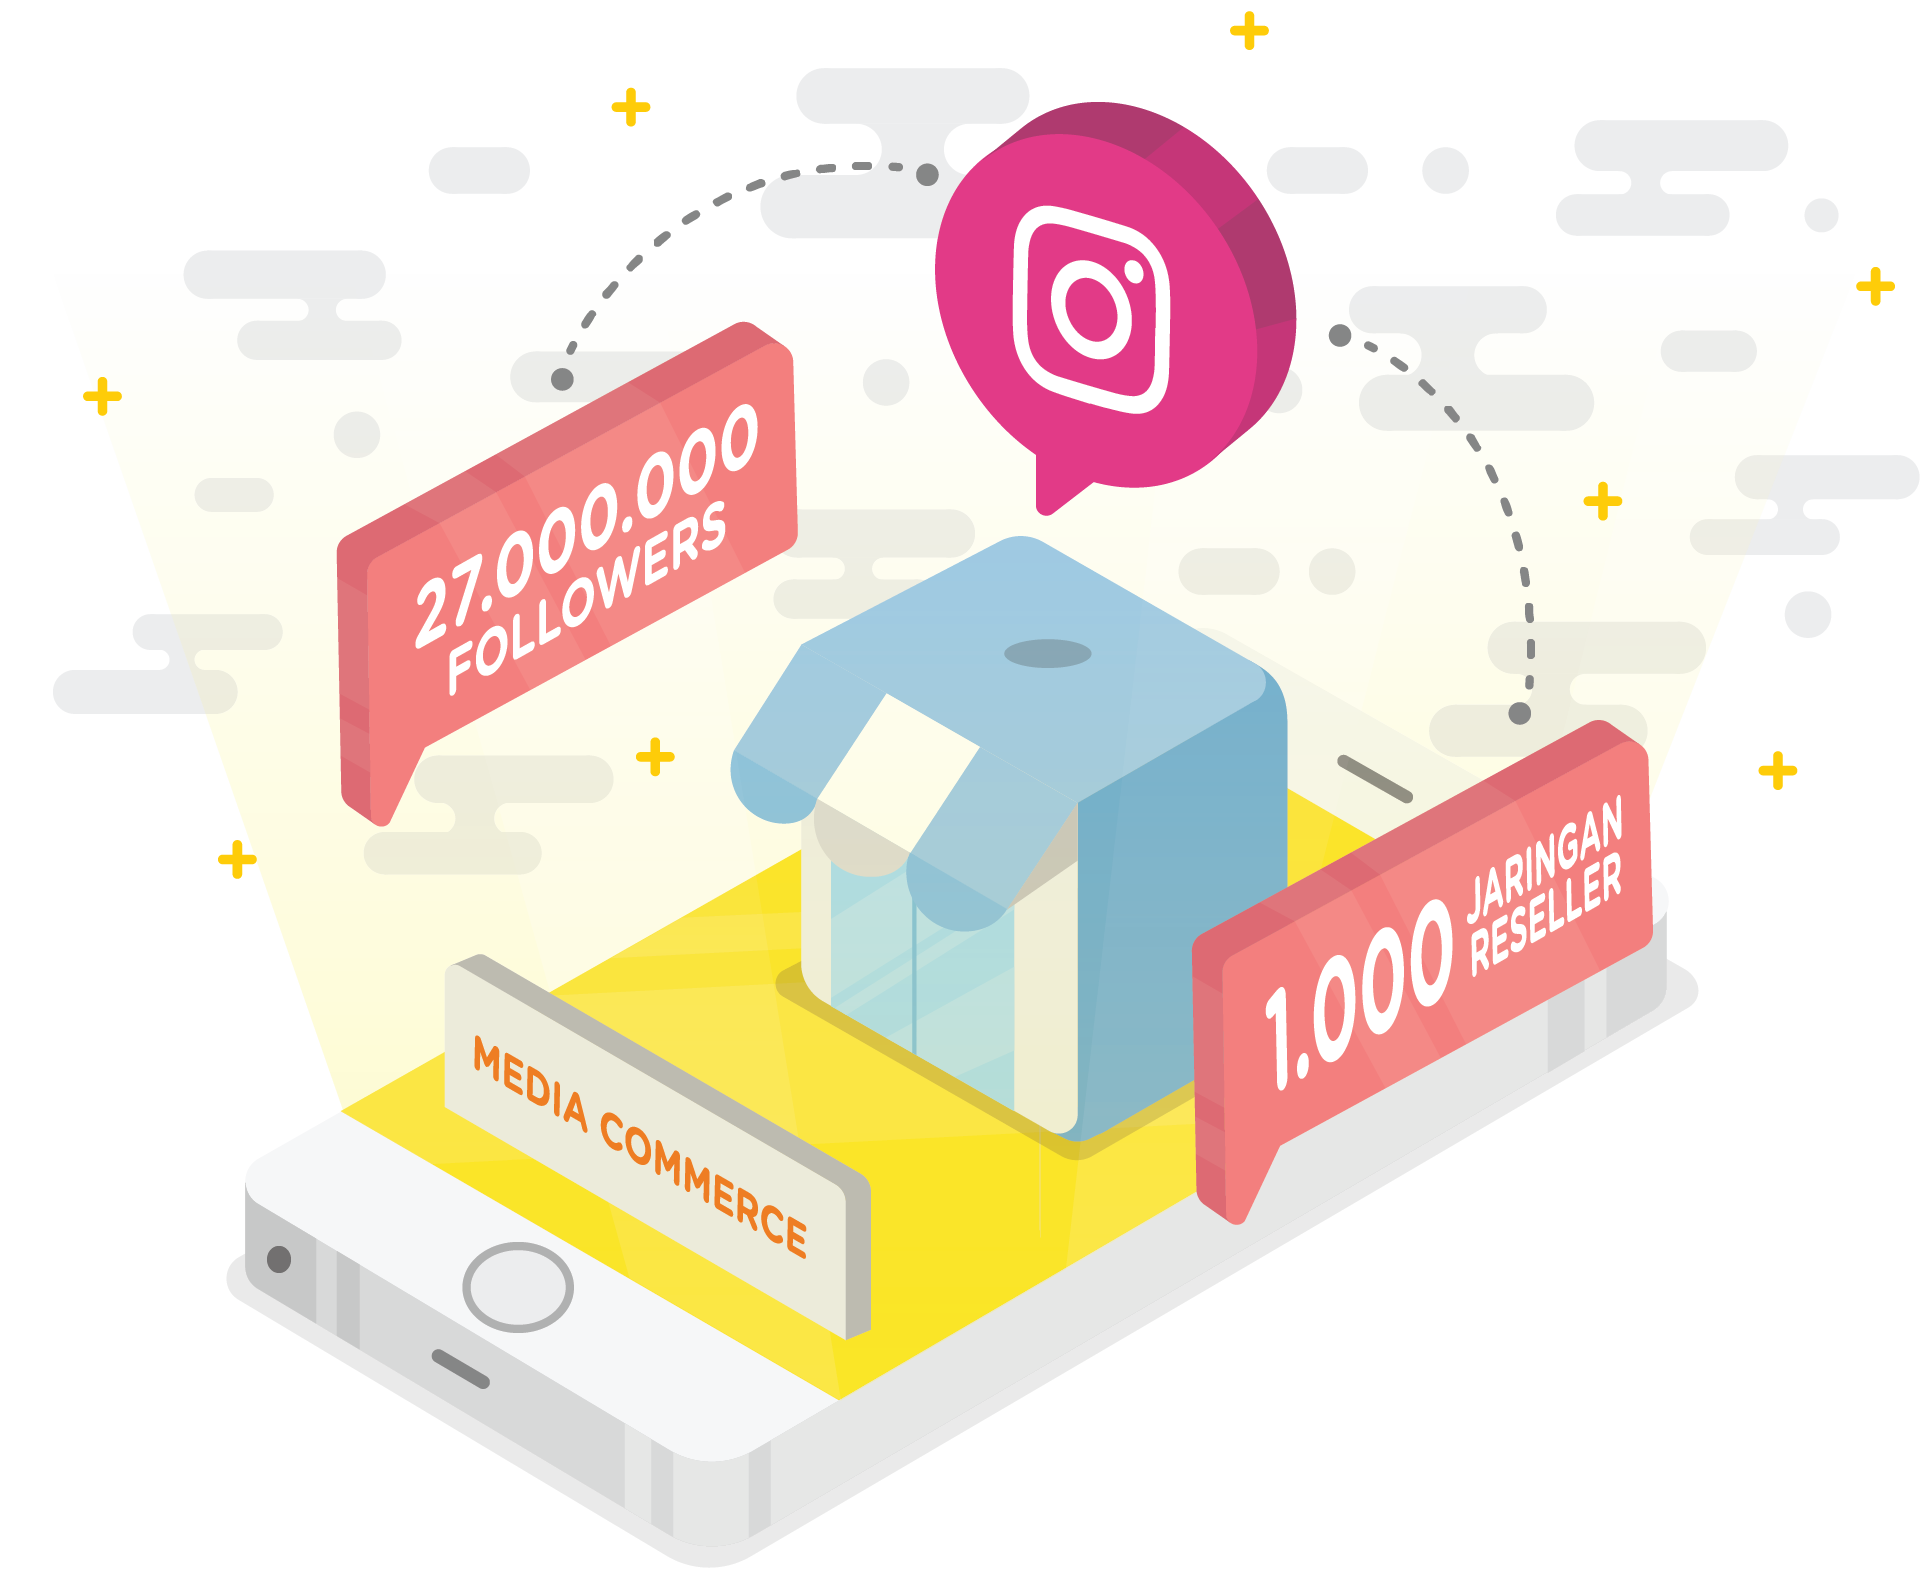 27.000.000
FOLLOWERS
1.000 JARINGAN
RESELLER
MEDIA COMMERCE